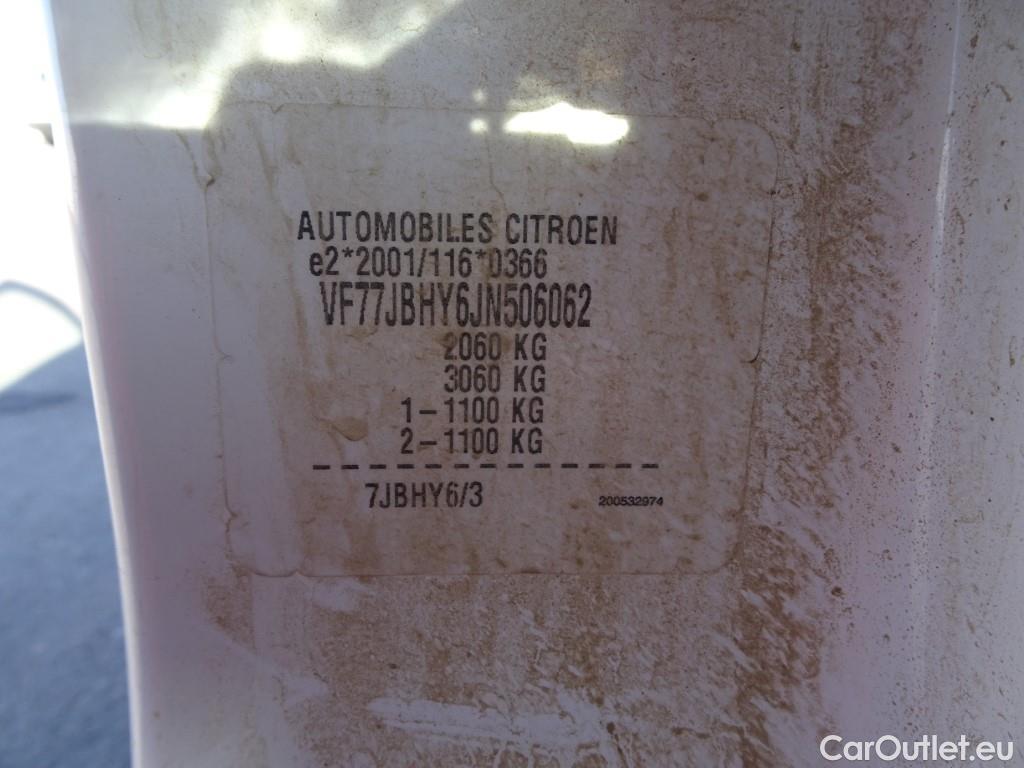 AUTOMOBILES CITROEN
e2*2001/116*0366
VF77JBHY6JN506062
2060 KG
3060 KG
1-1100 KG
2-1100 KG
7JBHY6/3 200532974
CarOutlet.eu